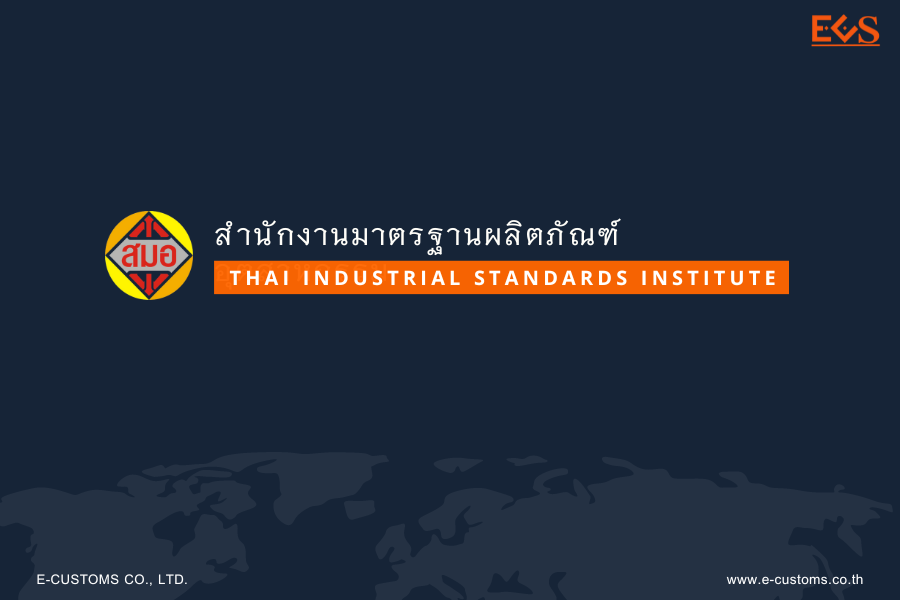 ECS
สำนักงานมาตรฐานผลิตภัณฑ์
สมอ
THAI INDUSTRIAL STANDARDS INSTITUTE
E-CUSTOMS CO., LTD.
www.e-customs.co.th